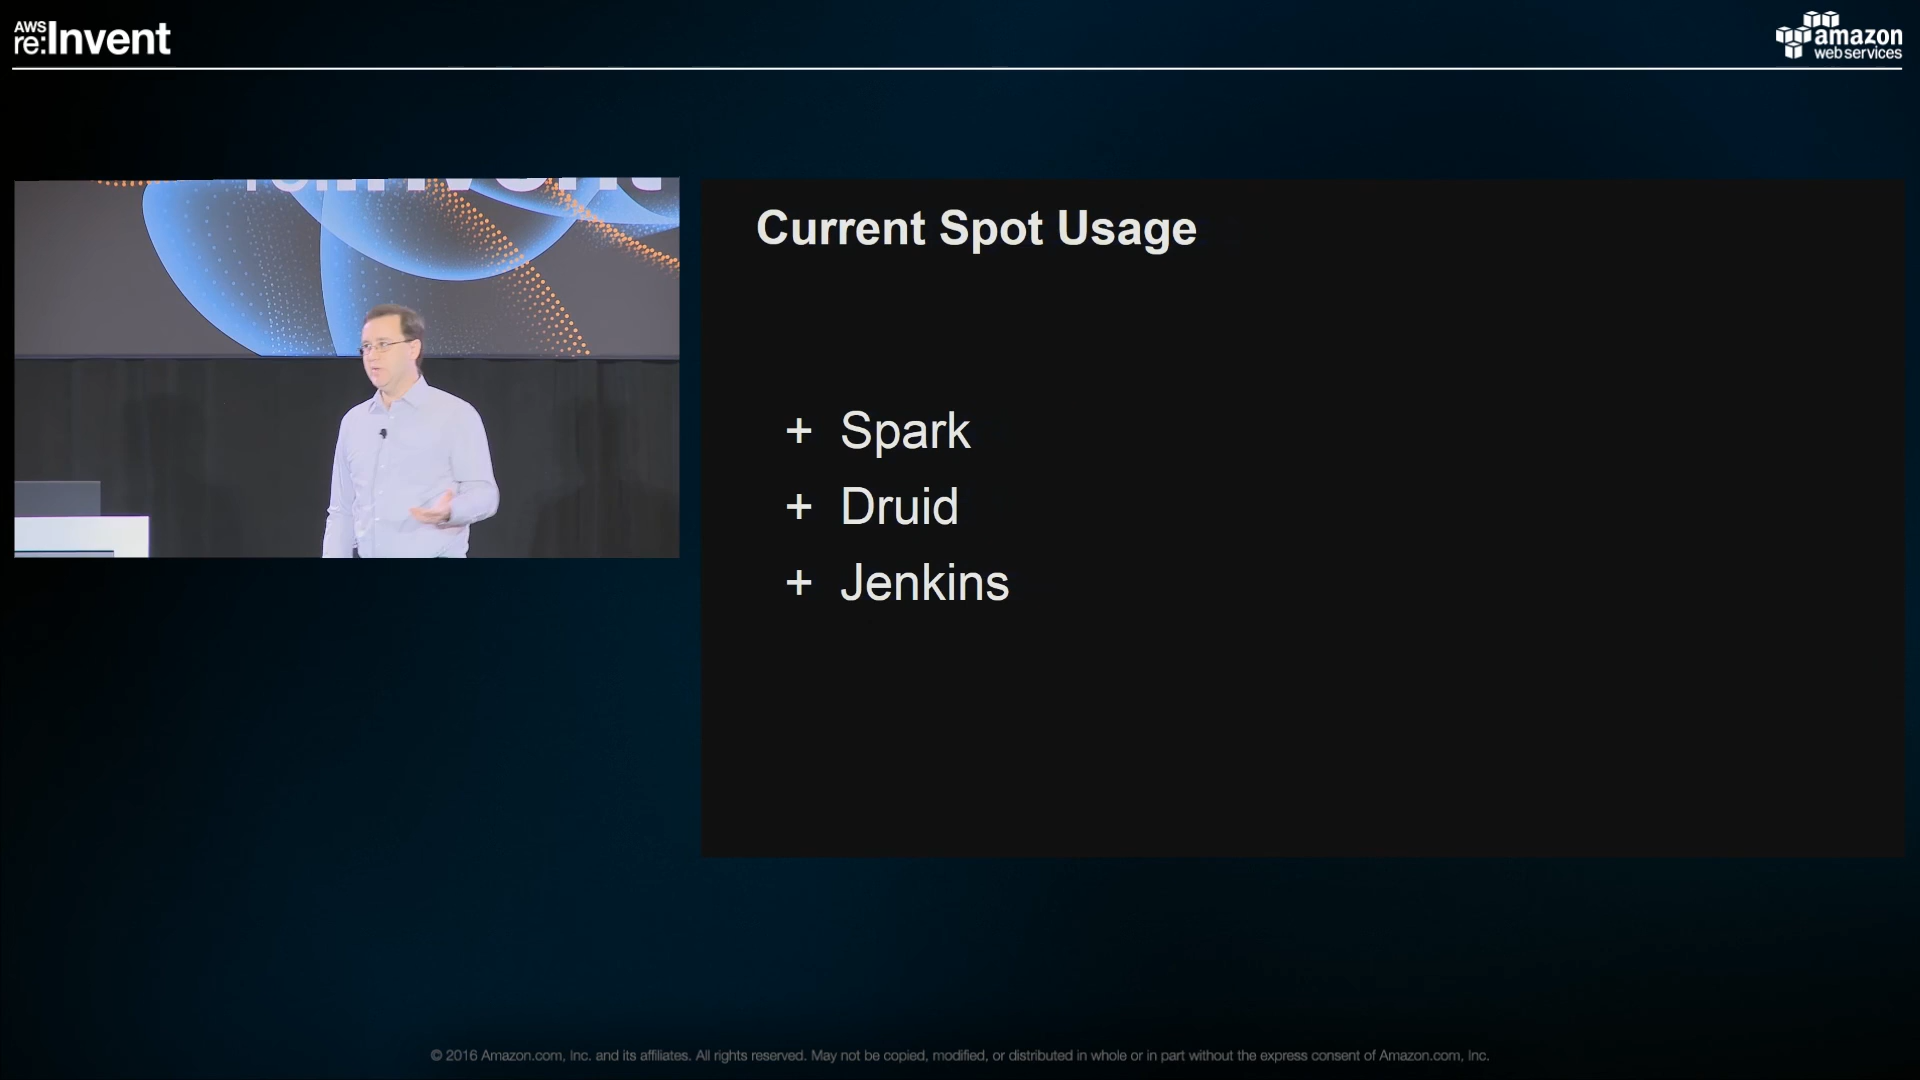 AWS
re:Invent
amazon
web services
Current Spot Usage
+ Spark
+ Druid
+ Jenkins
© 2016 Amazon.com, Inc. and its affiliates. All rights reserved. May not be copied, modified, or distributed in whole or in part without the express consent of Amazon.com, Inc.